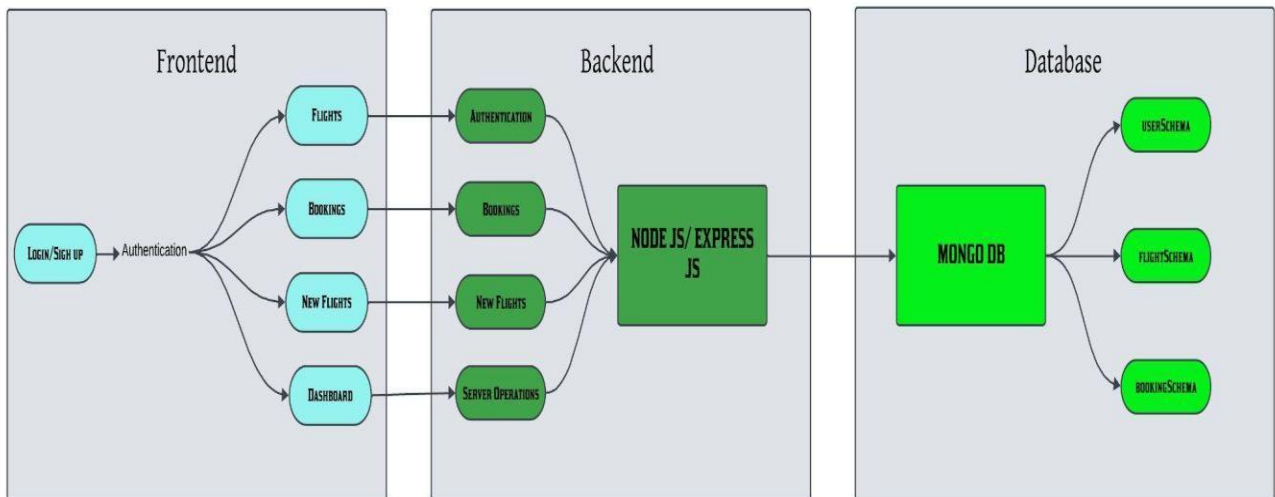 Frontend
Flights
Bookings
Login/Sigh up
Authentication
New Flights
Dashboard
Backend
Authentication
Bookings
New Flights
Server Operations
NODE JS/ EXPRESS
JS
Database
MONGO DB
userSchema
flightSchema
bookingSchema